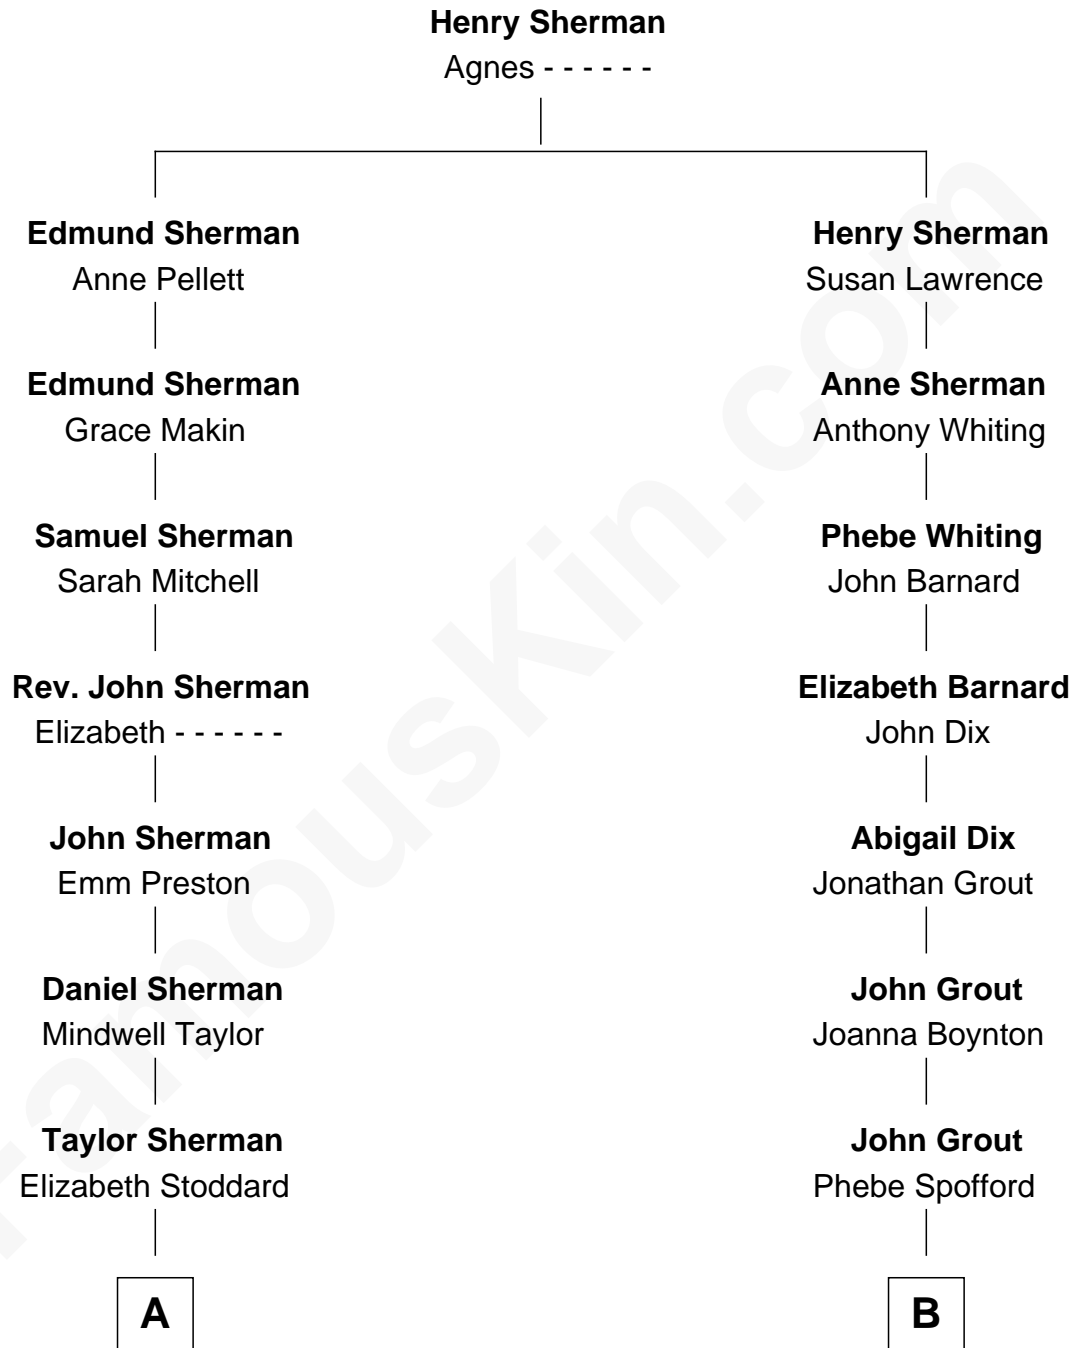 Henry Sherman
Agnes - - - - - -
Edmund Sherman
Anne Pellett
Henry Sherman
Susan Lawrence
Edmund Sherman
Grace Makin
Anne Sherman
Anthony Whiting
Samuel Sherman
Sarah Mitchell
Phebe Whiting
John Barnard
Rev. John Sherman
Elizabeth - - - - - -
Elizabeth Barnard
John Dix
John Sherman
Emm Preston
Abigail Dix
Jonathan Grout
Daniel Sherman
Mindwell Taylor
John Grout
Joanna Boynton
Taylor Sherman
Elizabeth Stoddard
John Grout
Phebe Spofford
A
B
FamousKin.com